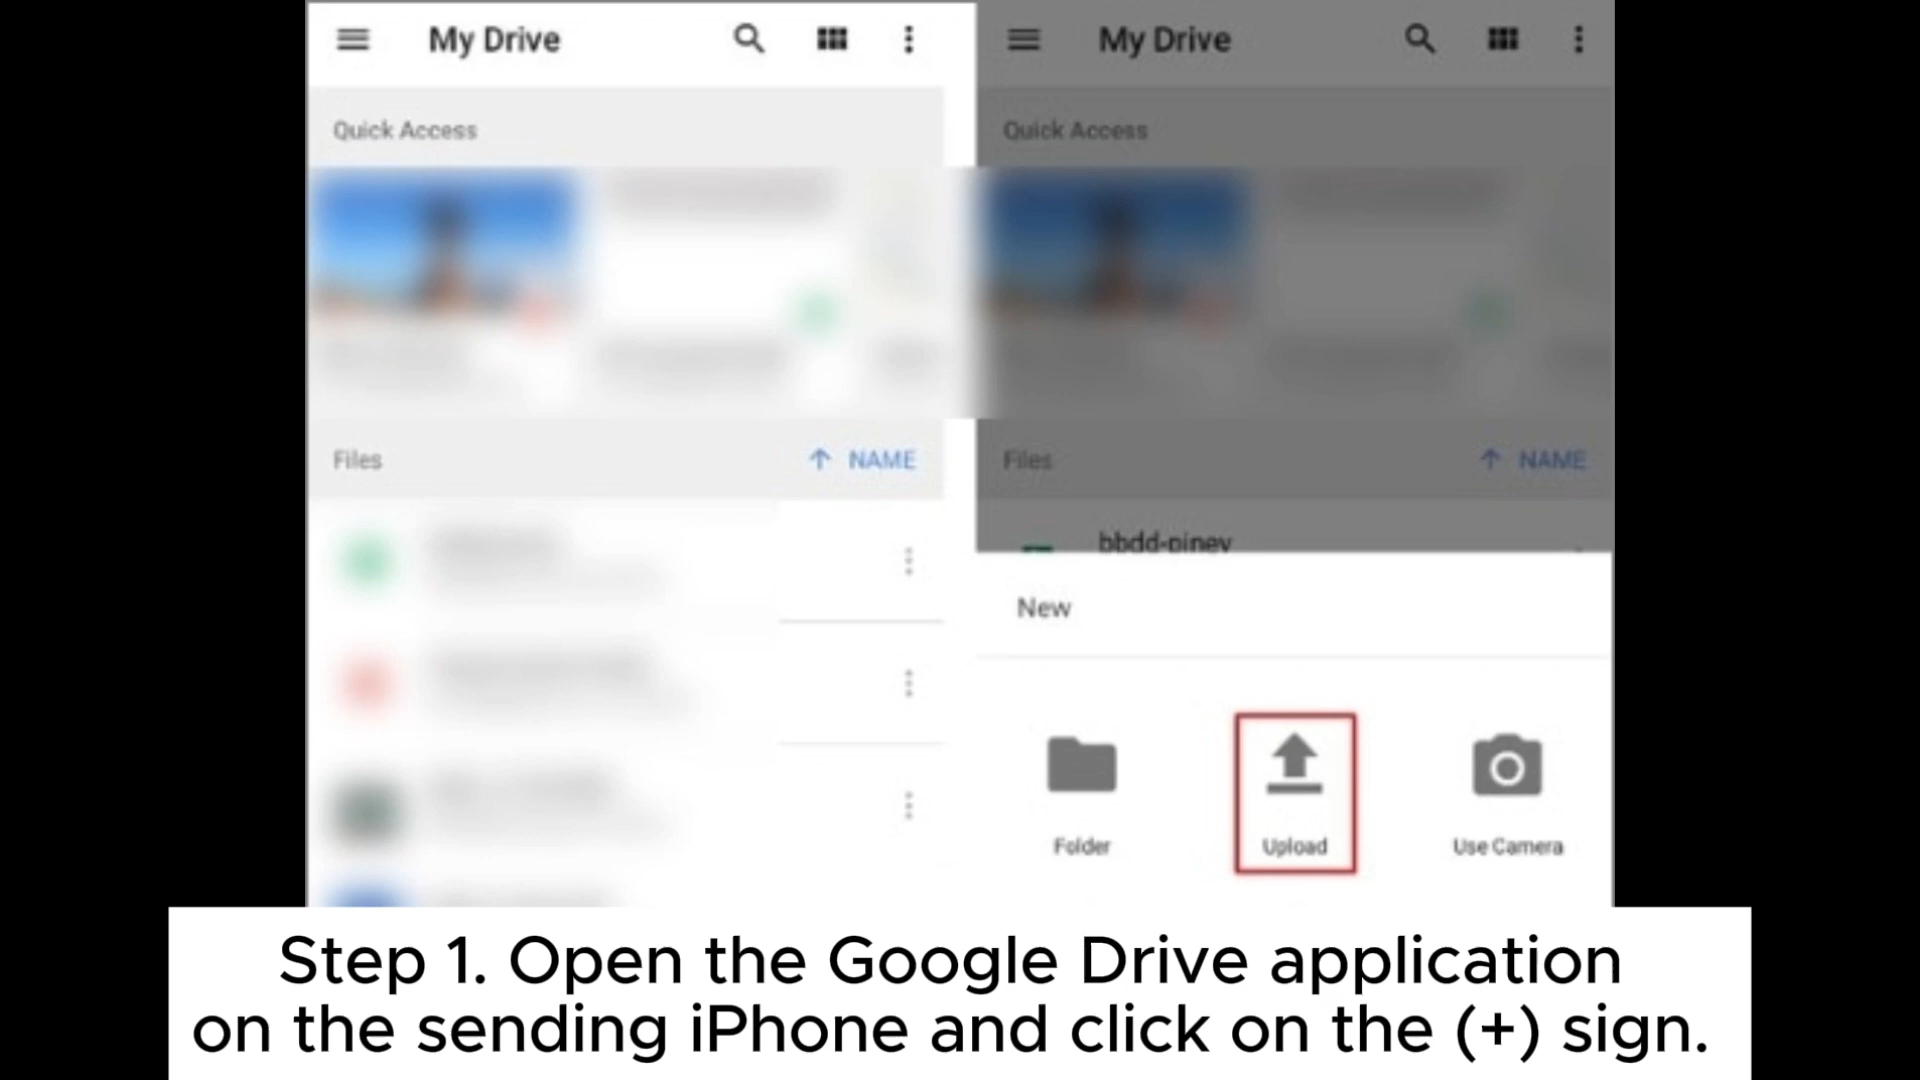 My Drive
Quick Access
Files
NAME
My Drive
Quick Access
Files
NAME
bbdd-piney
New
Folder
Upload
Use Camera
Step 1. Open the Google Drive application
on the sending iPhone and click on the (+) sign.